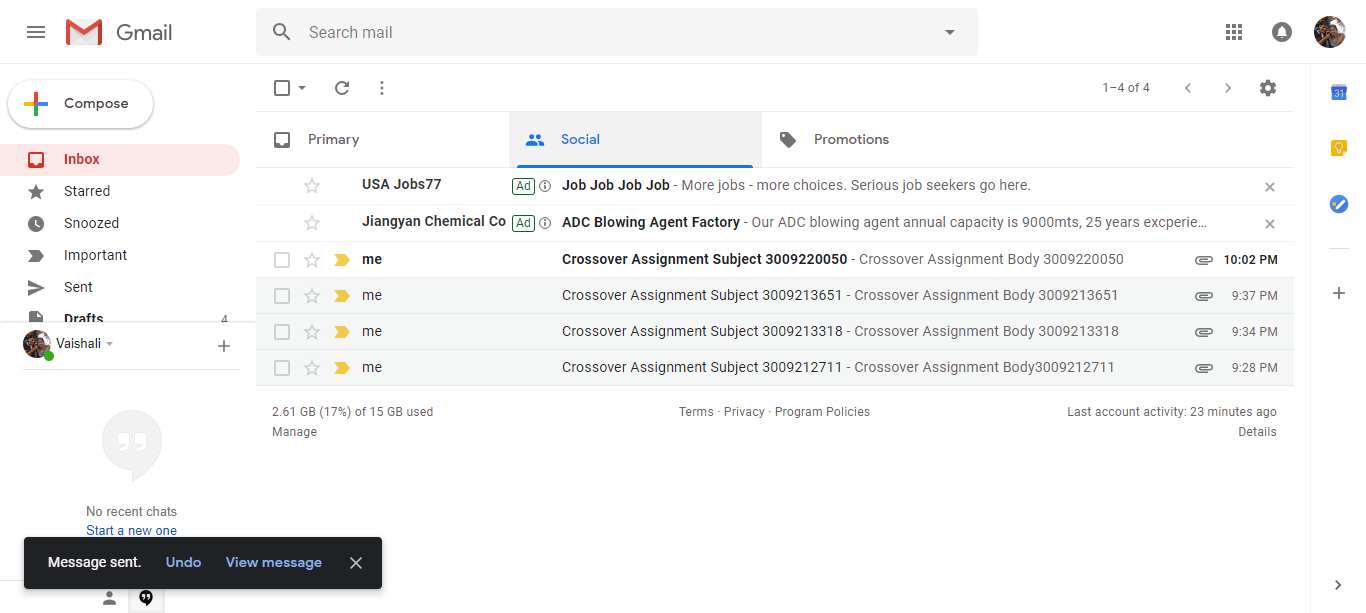 Gmail
Search mail
Compose
1–4 of 4
31
Primary
Social
Promotions
Inbox
Starred
Snoozed
Important
Sent
Drafts 4
USA Jobs77 Ad Job Job Job Job - More jobs - more choices. Serious job seekers go here.
Jiangyan Chemical Co Ad ADC Blowing Agent Factory - Our ADC blowing agent annual capacity is 9000mts, 25 years excperie…
me Crossover Assignment Subject 3009220050 - Crossover Assignment Body 3009220050 10:02 PM
me Crossover Assignment Subject 3009213651 - Crossover Assignment Body 3009213651 9:37 PM
me Crossover Assignment Subject 3009213318 - Crossover Assignment Body 3009213318 9:34 PM
me Crossover Assignment Subject 3009212711 - Crossover Assignment Body3009212711 9:28 PM
Vaishali
2.61 GB (17%) of 15 GB used
Manage
Terms · Privacy · Program Policies
Last account activity: 23 minutes ago
Details
No recent chats
Start a new one
Message sent. Undo View message